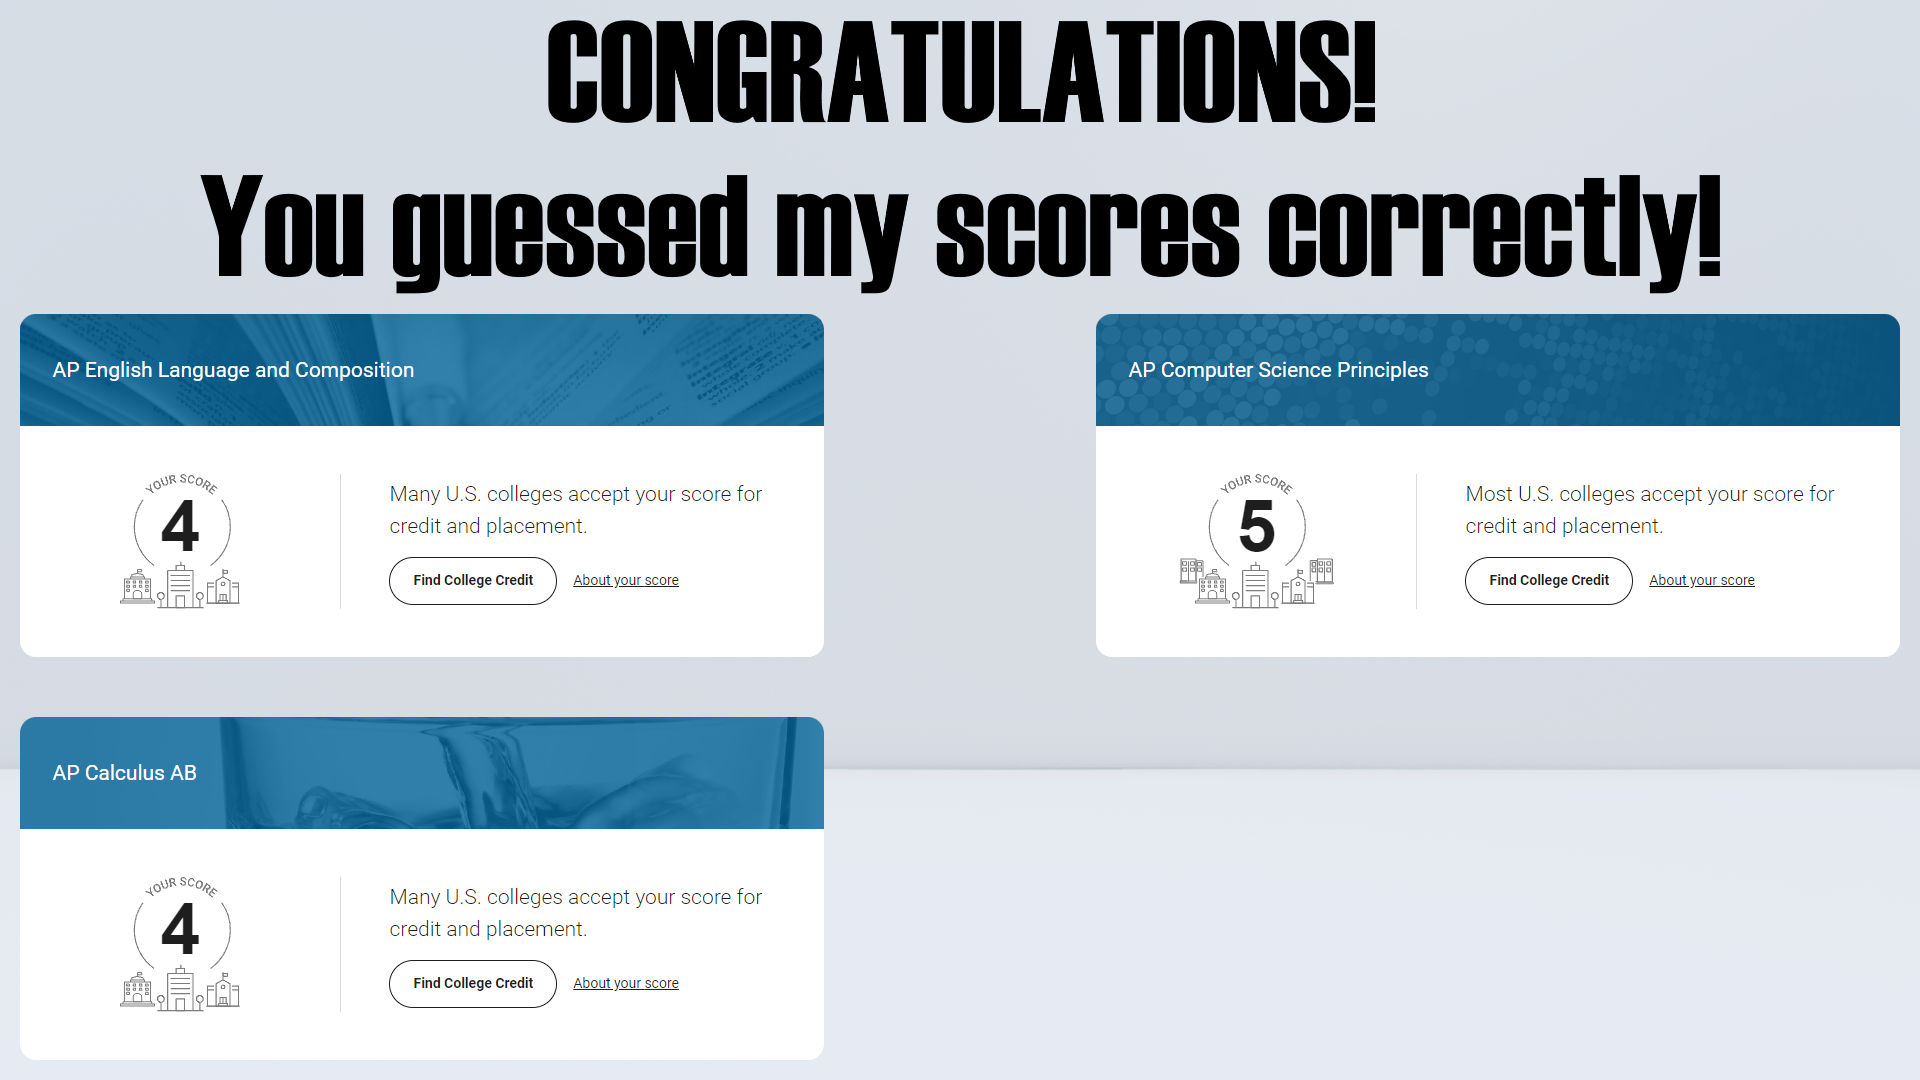 CONGRATULATIONS!
You guessed my scores correctly!
AP English Language and Composition
YOUR SCORE
4
Many U.S. colleges accept your score for
credit and placement.
Find College Credit
About your score
AP Computer Science Principles
YOUR SCORE
5
Most U.S. colleges accept your score for
credit and placement.
Find College Credit
About your score
AP Calculus AB
YOUR SCORE
4
Many U.S. colleges accept your score for
credit and placement.
Find College Credit
About your score